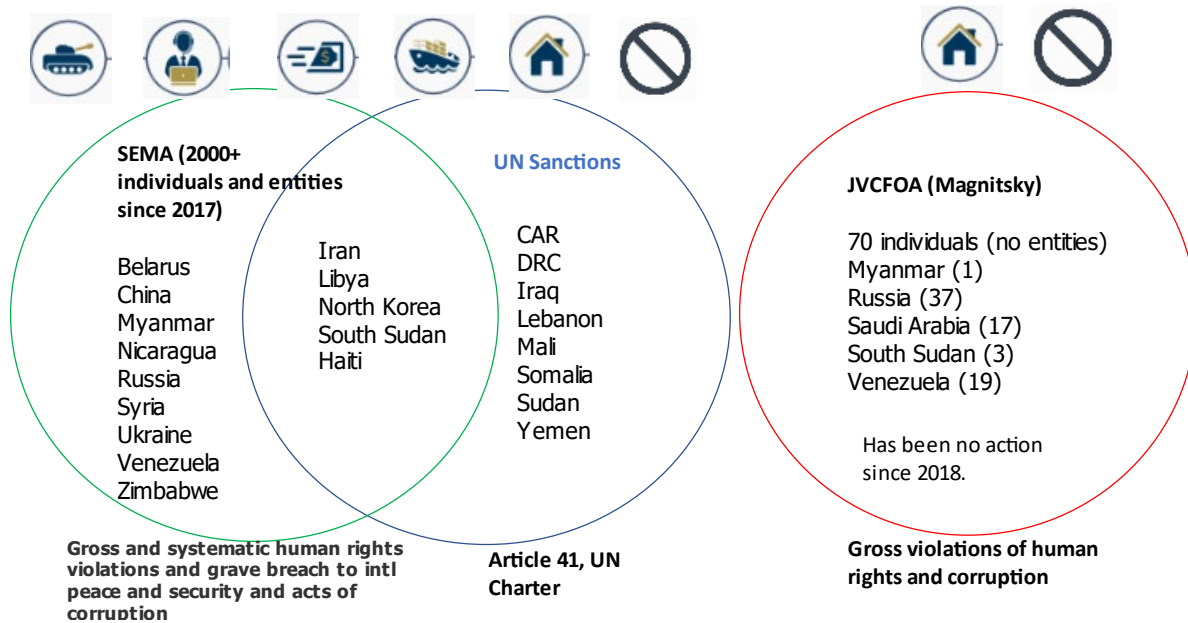 SEMA (2000+
individuals and entities
since 2017)
Belarus
China
Myanmar
Nicaragua
Russia
Syria
Ukraine
Venezuela
Zimbabwe
Iran
Libya
North Korea
South Sudan
Haiti
UN Sanctions
CAR
DRC
Iraq
Lebanon
Mali
Somalia
Sudan
Yemen
JVCFOA (Magnitsky)
70 individuals (no entities)
Myanmar (1)
Russia (37)
Saudi Arabia (17)
South Sudan (3)
Venezuela (19)
Has been no action
since 2018.
Gross and systematic human rights
violations and grave breach to intl
peace and security and acts of
corruption
Article 41, UN
Charter
Gross violations of human
rights and corruption